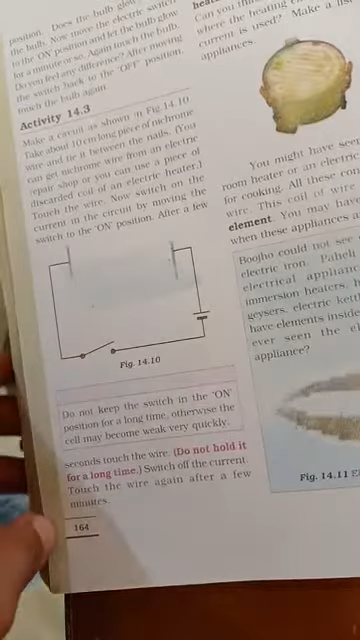 position. Does the bulb glow
the bulb. Now move the electric switch
to the 'ON' position and let the bulb glow
for a minute or so. Again touch the bulb.
Do you feel any difference? After moving
the switch back to the 'OFF' position,
touch the bulb again.
Activity 14.3
Make a circuit as shown in Fig.14.10
Take about 10 cm long piece of nichrome
wire and tie it between the nails. (You
can get nichrome wire from an electric
repair shop or you can use a piece of
discarded coil of an electric heater.)
Touch the wire. Now switch on the
current in the circuit by moving the
switch to the 'ON' position. After a few
Fig. 14.10
Do not keep the switch in the 'ON'
position for a long time, otherwise the
cell may become weak very quickly.
seconds touch the wire. (Do not hold it
for a long time.) Switch off the current.
Touch the wire again after a few
minutes.
164
Can you
where the heating
current is used? Make a
appliances.
You might have seen
room heater or an electric
for cooking. All these
wire. This coil of wire
element. You may have
when these appliances
Boojho could not see
electric iron. Paheli
electrical
immersion heaters,
geysers, electric
have elements inside
ever seen the
appliance?
Fig. 14.11